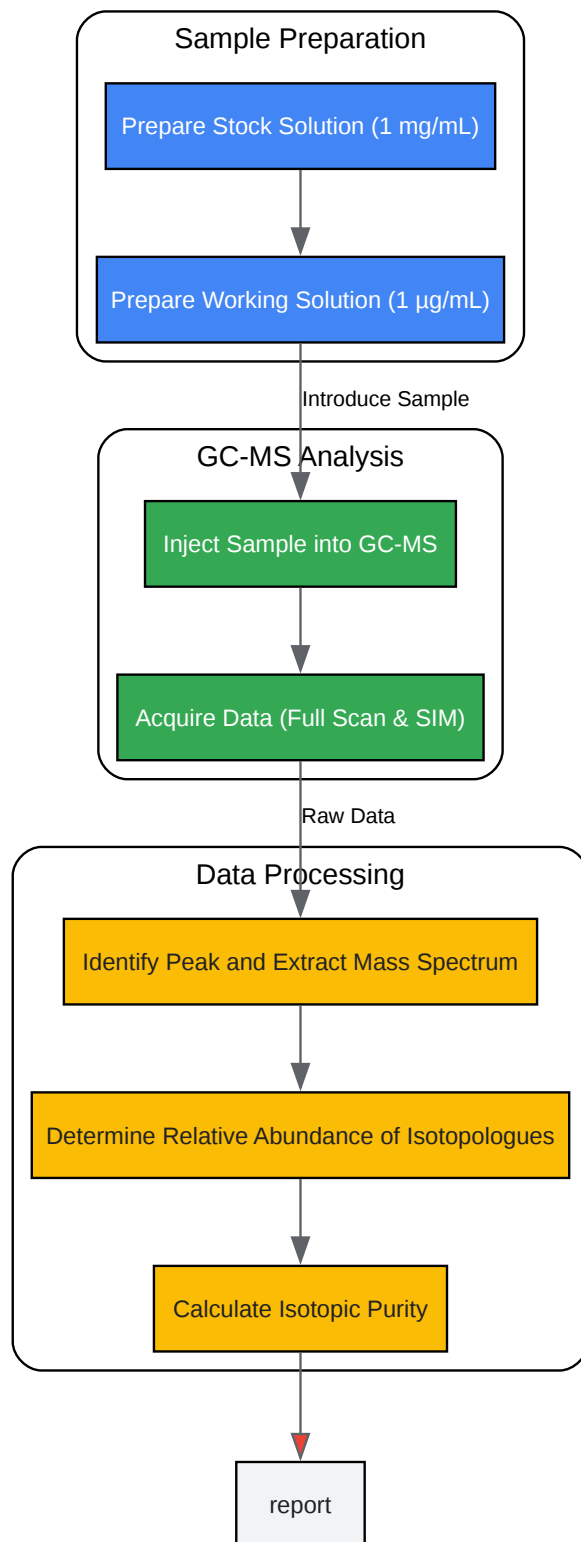 Sample Preparation
Prepare Stock Solution (1 mg/mL)
Prepare Working Solution (1 µg/mL)
Introduce Sample
GC-MS Analysis
Inject Sample into GC-MS
Acquire Data (Full Scan & SIM)
Raw Data
Data Processing
Identify Peak and Extract Mass Spectrum
Determine Relative Abundance of Isotopologues
Calculate Isotopic Purity
report